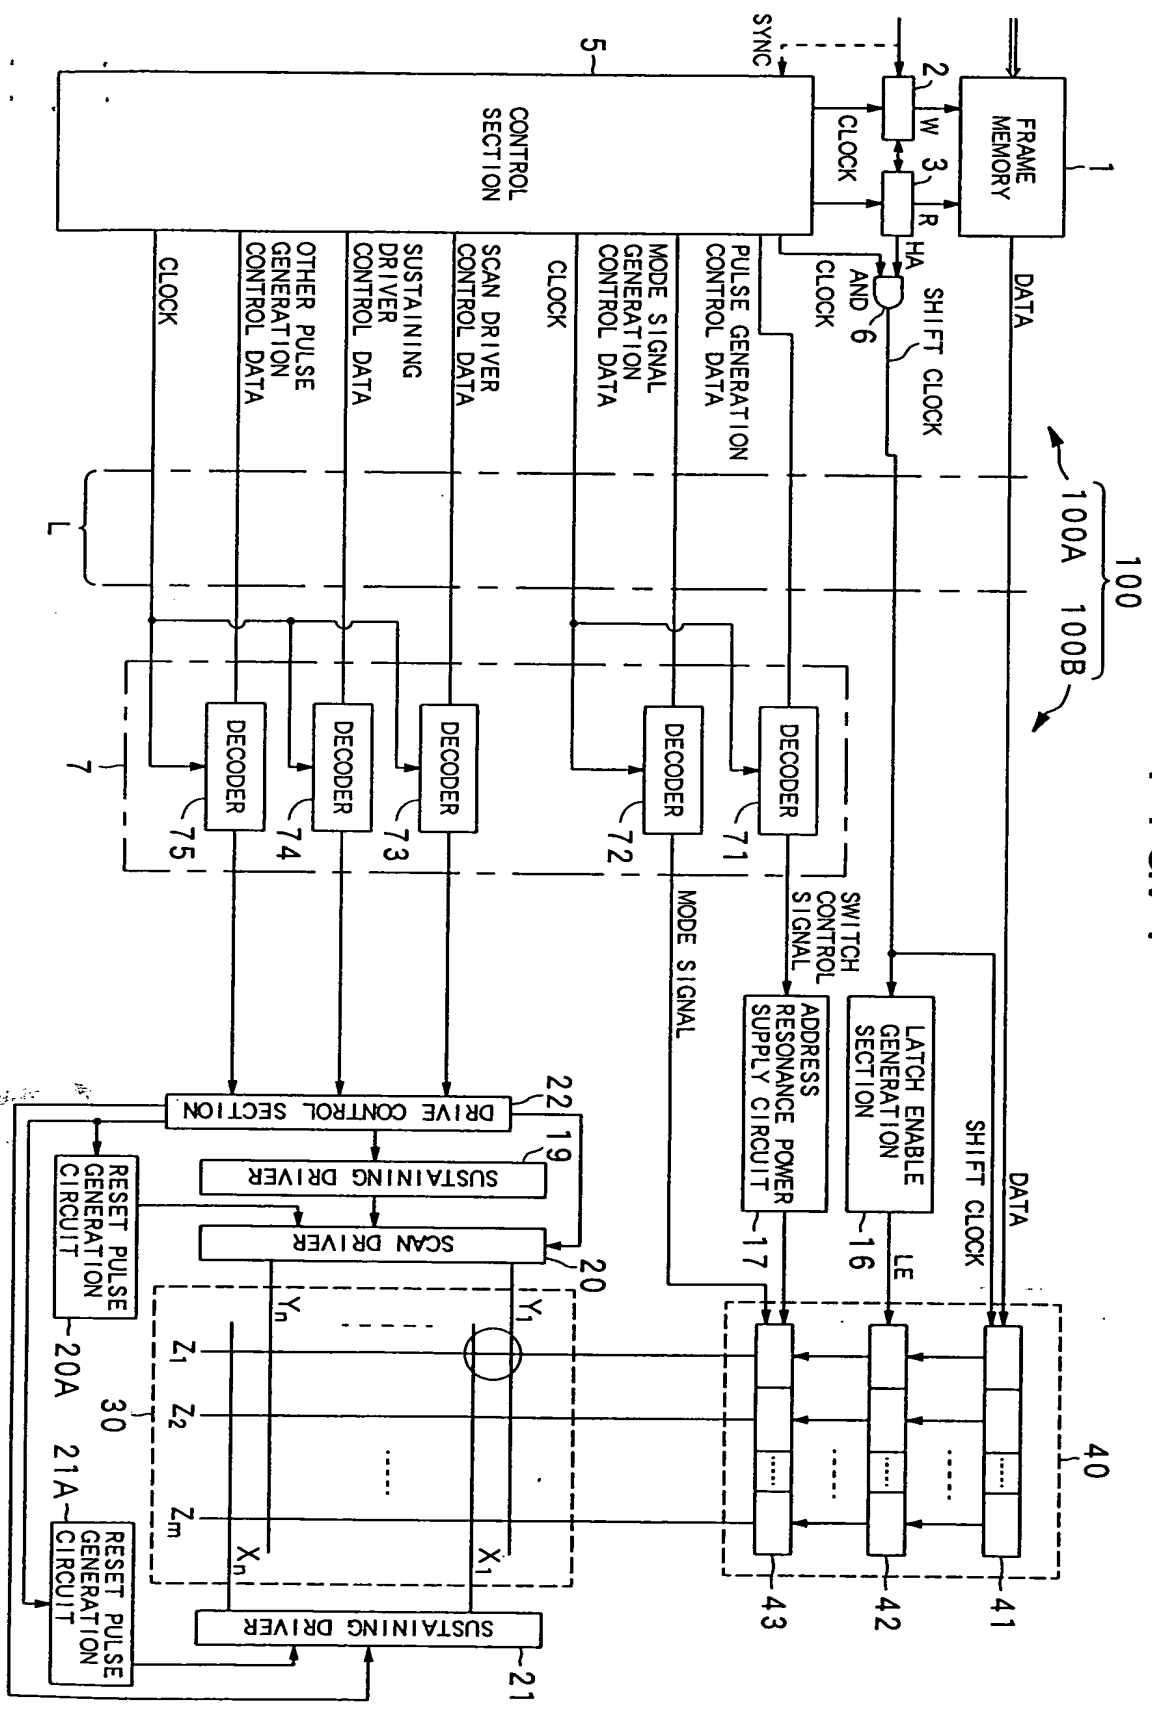 100
100A 100B
1
FRAME
MEMORY
DATA
DATA
SHIFT CLOCK
2
W
3
R
HA
AND 6
SHIFT CLOCK
SYNC
CLOCK
CLOCK
5
CONTROL
SECTION
PULSE GENERATION
CONTROL DATA
MODE SIGNAL
GENERATION
CONTROL DATA
CLOCK
SCAN DRIVER
CONTROL DATA
SUSTAINING
DRIVER
CONTROL DATA
OTHER PULSE
GENERATION
CONTROL DATA
CLOCK
L
DECODER
71
DECODER
72
DECODER
73
DECODER
74
DECODER
75
7
SWITCH
CONTROL
SIGNAL
MODE SIGNAL
LATCH ENABLE
GENERATION
SECTION
16
LE
ADDRESS
RESONANCE POWER
SUPPLY CIRCUIT
17
40
41
42
43
22
DRIVE CONTROL SECTION
19
SUSTAINING DRIVER
SCAN DRIVER
20
RESET PULSE
GENERATION
CIRCUIT
20A
Y1
Yn
Z1
Z2
Zm
X1
Xn
30
SUSTAINING DRIVER
21
21A
RESET PULSE
GENERATION
CIRCUIT